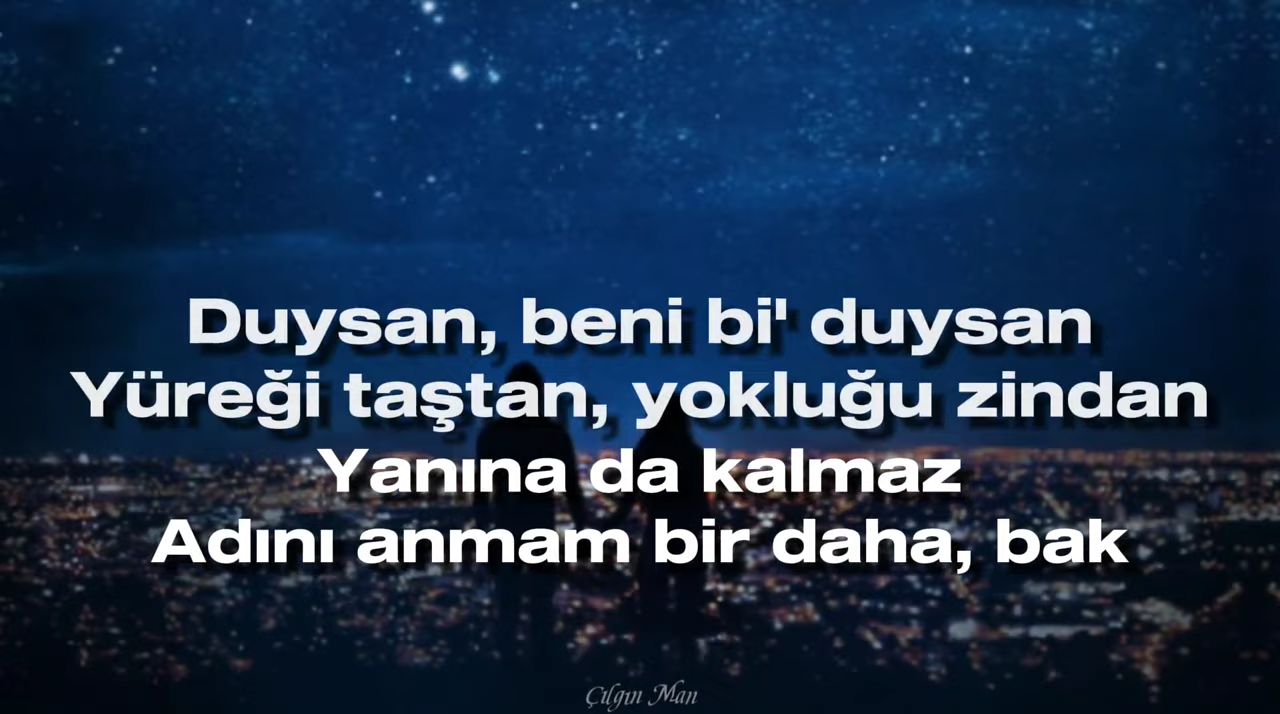 Duysan, beni bi' duysan
Yüreği taştan, yokluğu zindan
Yanına da kalmaz
Adını anmam bir daha, bak
Çılgın Man